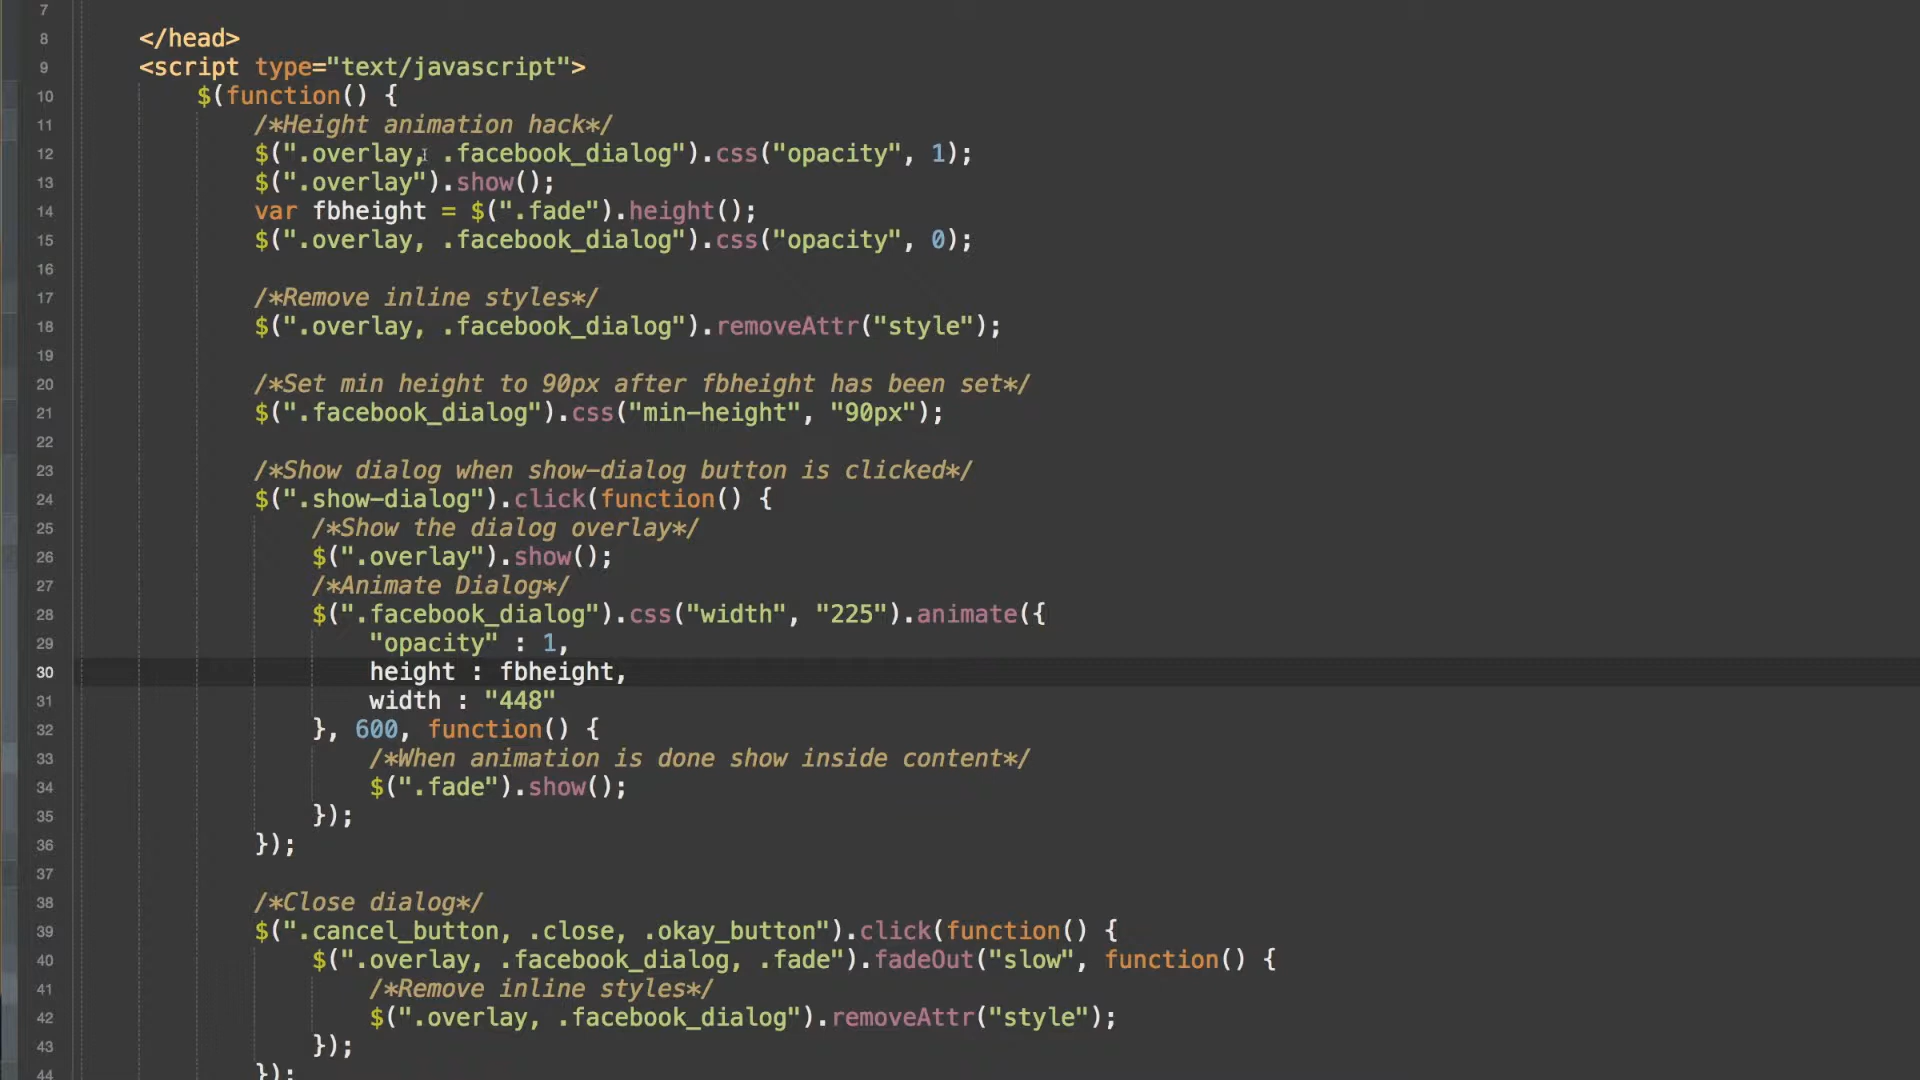 7
8 </head>
9 <script type="text/javascript">
10 $(function() {
11 /*Height animation hack*/
12 $(".overlay, .facebook_dialog").css("opacity", 1);
13 $(".overlay").show();
14 var fbheight = $(".fade").height();
15 $(".overlay, .facebook_dialog").css("opacity", 0);
16
17 /*Remove inline styles*/
18 $(".overlay, .facebook_dialog").removeAttr("style");
19
20 /*Set min height to 90px after fbheight has been set*/
21 $(".facebook_dialog").css("min-height", "90px");
22
23 /*Show dialog when show-dialog button is clicked*/
24 $(".show-dialog").click(function() {
25 /*Show the dialog overlay*/
26 $(".overlay").show();
27 /*Animate Dialog*/
28 $(".facebook_dialog").css("width", "225").animate({
29 "opacity" : 1,
30 height : fbheight,
31 width : "448"
32 }, 600, function() {
33 /*When animation is done show inside content*/
34 $(".fade").show();
35 });
36 });
37
38 /*Close dialog*/
39 $(".cancel_button, .close, .okay_button").click(function() {
40 $(".overlay, .facebook_dialog, .fade").fadeOut("slow", function() {
41 /*Remove inline styles*/
42 $(".overlay, .facebook_dialog").removeAttr("style");
43 });
44 });